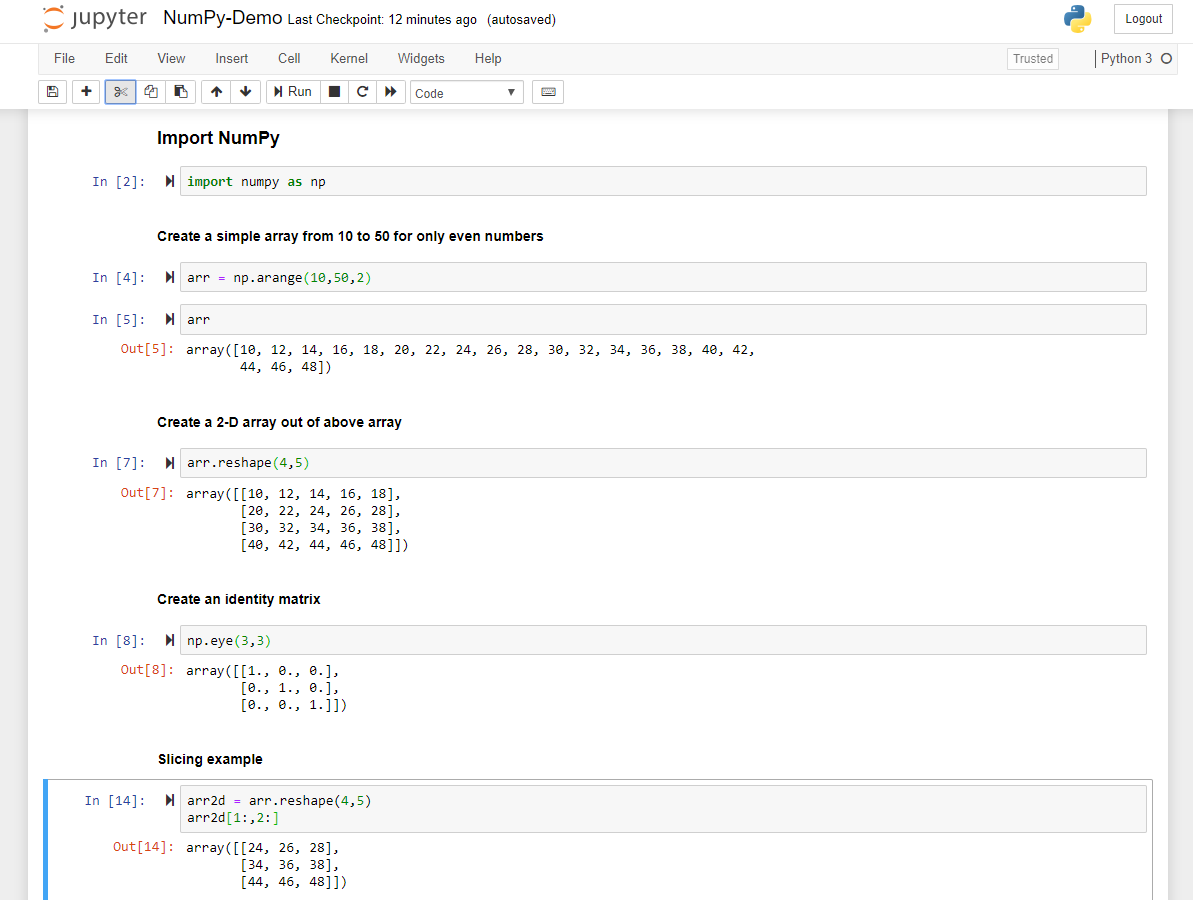 jupyter NumPy-Demo Last Checkpoint: 12 minutes ago (autosaved) Logout
File Edit View Insert Cell Kernel Widgets Help Trusted Python 3
Run Code
Import NumPy
In [2]: import numpy as np
Create a simple array from 10 to 50 for only even numbers
In [4]: arr = np.arange(10,50,2)
In [5]: arr
Out[5]: array([10, 12, 14, 16, 18, 20, 22, 24, 26, 28, 30, 32, 34, 36, 38, 40, 42,
44, 46, 48])
Create a 2-D array out of above array
In [7]: arr.reshape(4,5)
Out[7]: array([[10, 12, 14, 16, 18],
[20, 22, 24, 26, 28],
[30, 32, 34, 36, 38],
[40, 42, 44, 46, 48]])
Create an identity matrix
In [8]: np.eye(3,3)
Out[8]: array([[1., 0., 0.],
[0., 1., 0.],
[0., 0., 1.]])
Slicing example
In [14]: arr2d = arr.reshape(4,5)
arr2d[1:,2:]
Out[14]: array([[24, 26, 28],
[34, 36, 38],
[44, 46, 48]])